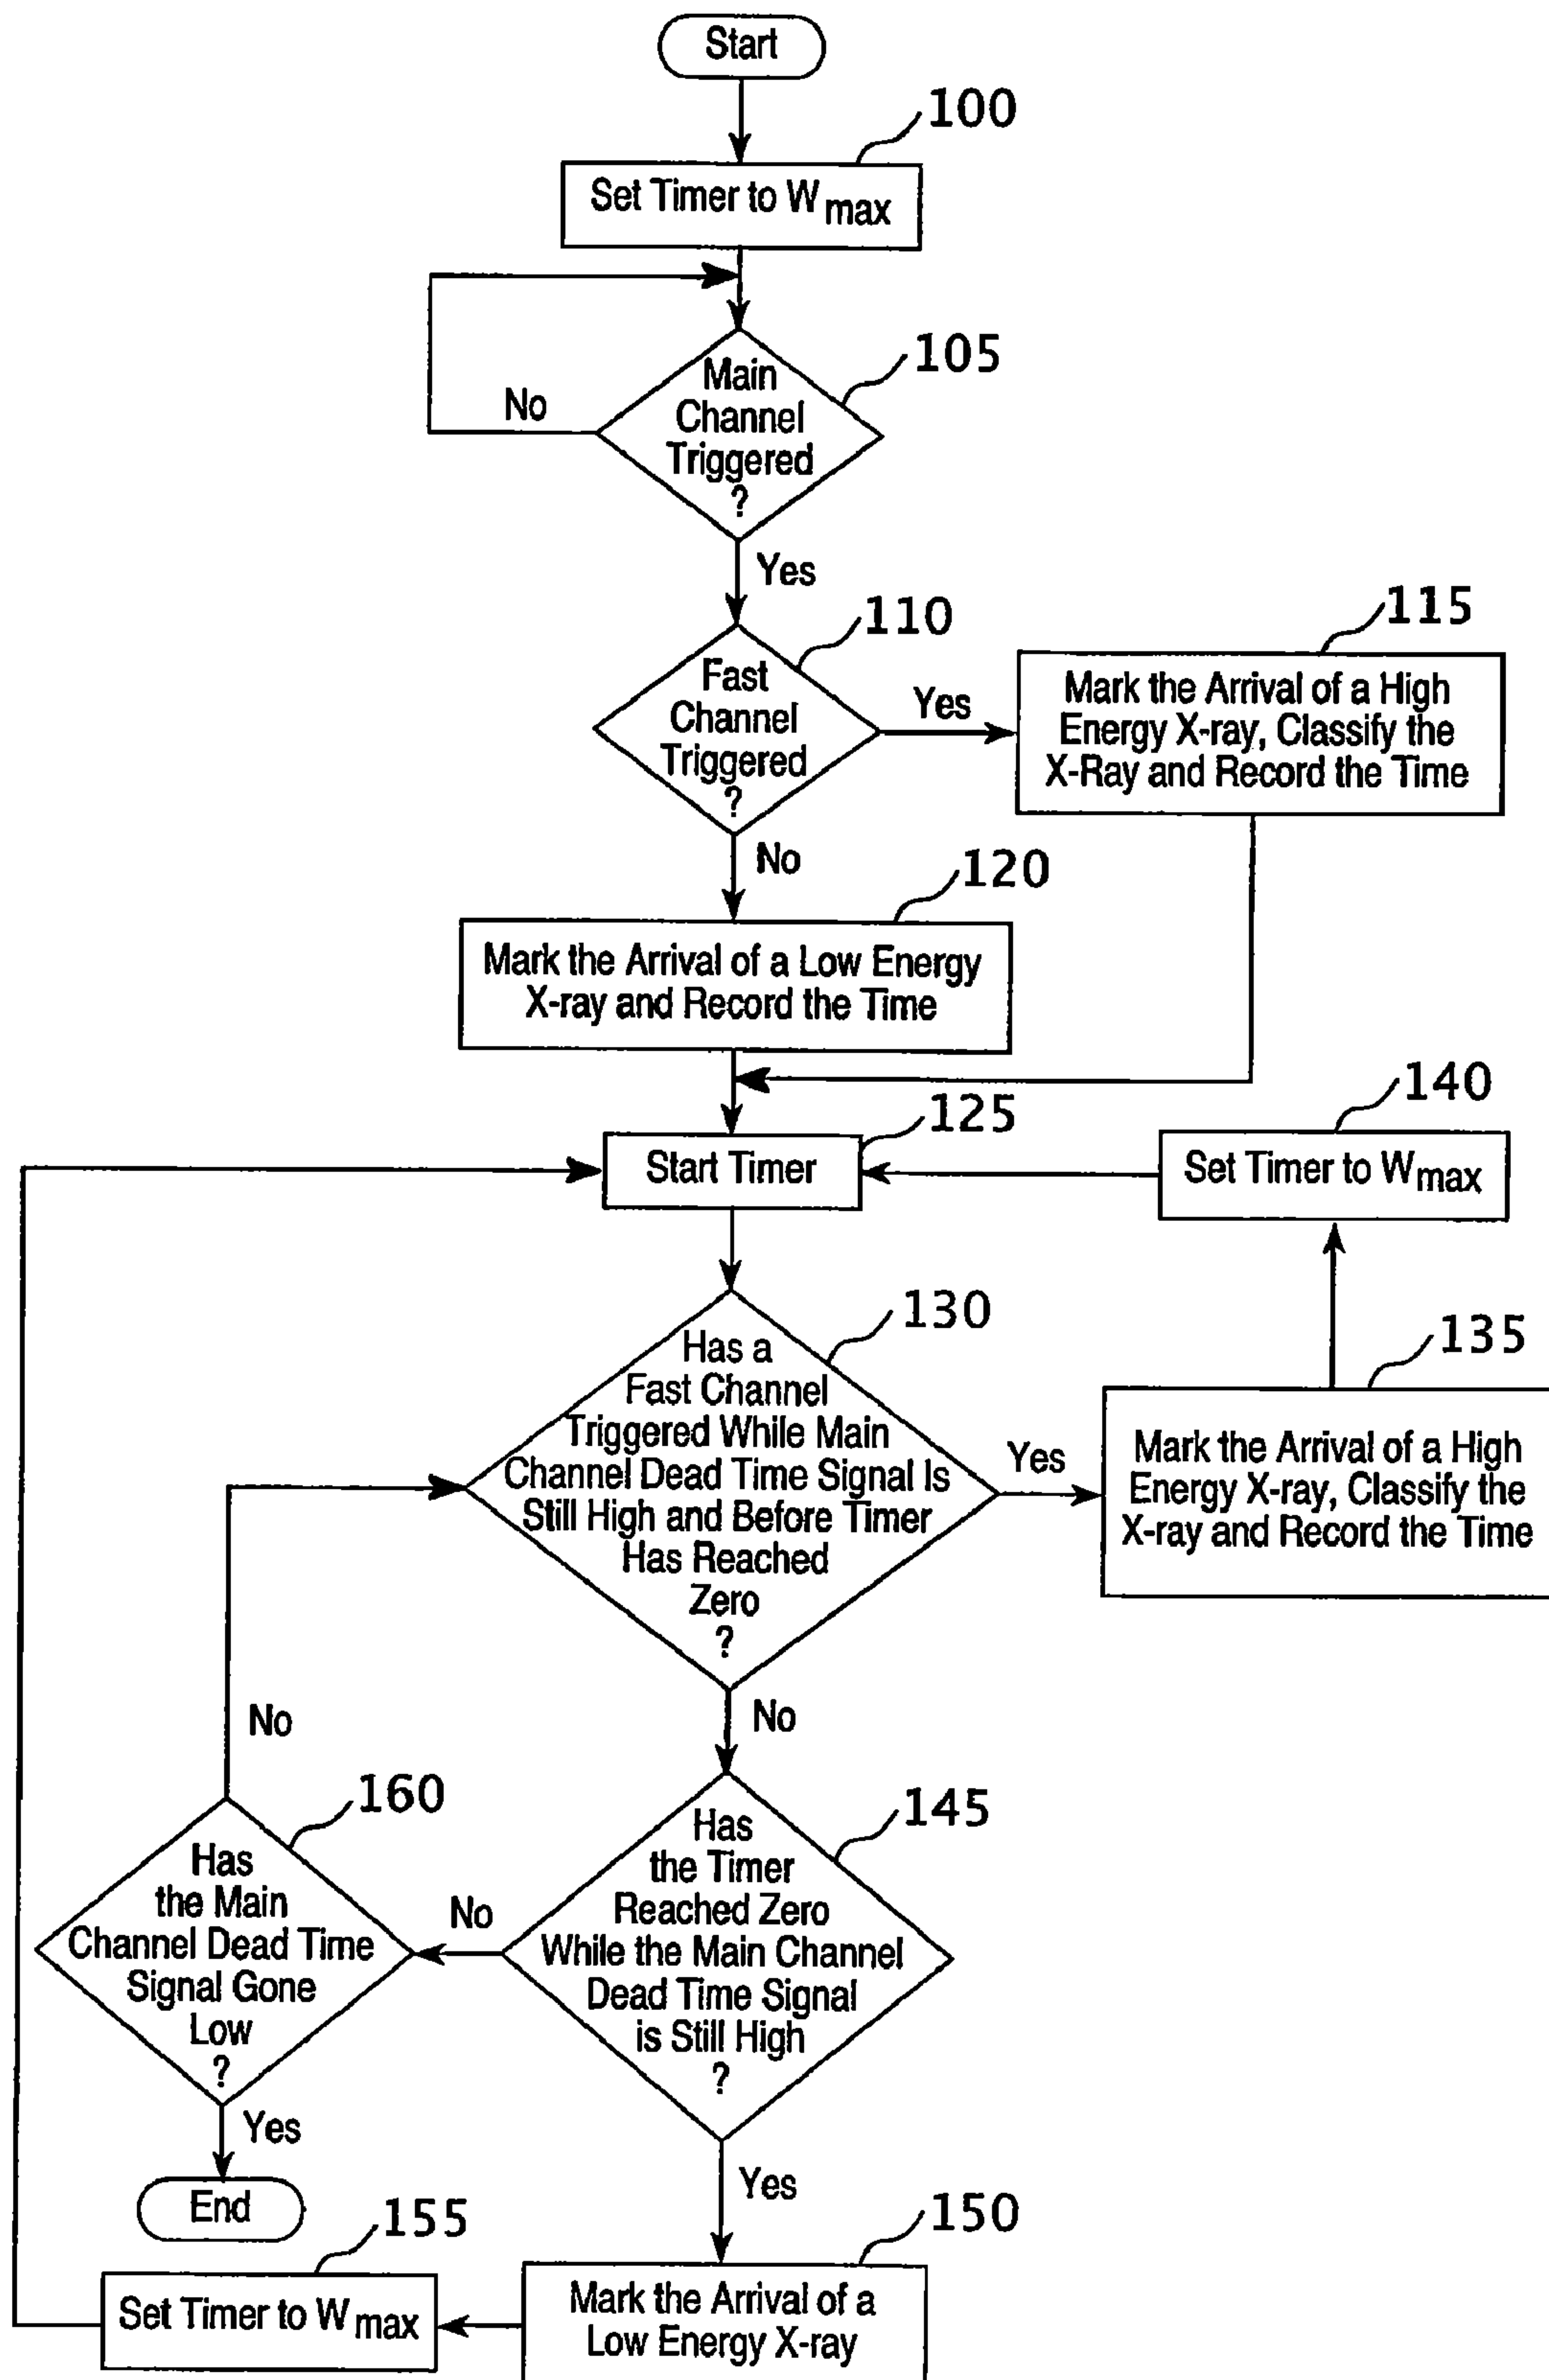 Start
100
Set Timer to Wmax
105
Main
Channel
Triggered
?
No
Yes
110
Fast
Channel
Triggered
?
Yes
115
Mark the Arrival of a High
Energy X-ray, Classify the
X-Ray and Record the Time
No
120
Mark the Arrival of a Low Energy
X-ray and Record the Time
125
Start Timer
140
Set Timer to Wmax
130
Has a
Fast Channel
Triggered While Main
Channel Dead Time Signal Is
Still High and Before Timer
Has Reached
Zero
?
Yes
135
Mark the Arrival of a High
Energy X-ray, Classify the
X-ray and Record the Time
No
No
145
Has
the Timer
Reached Zero
While the Main Channel
Dead Time Signal
is Still High
?
No
160
Has
the Main
Channel Dead Time
Signal Gone
Low
?
Yes
End
Yes
150
Mark the Arrival of a
Low Energy X-ray
155
Set Timer to Wmax